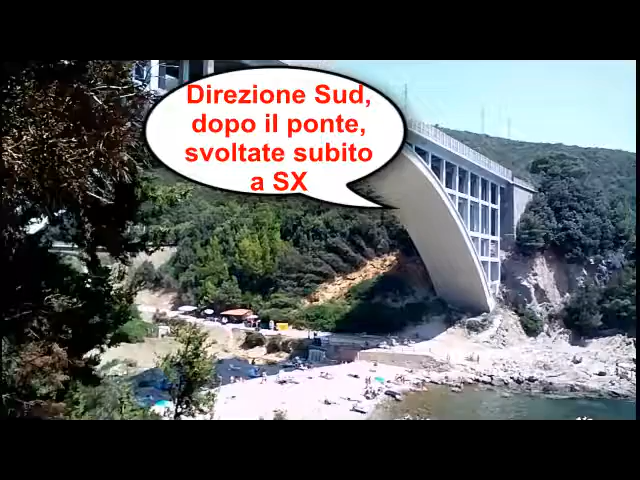 Direzione Sud,
dopo il ponte,
svoltate subito
a SX